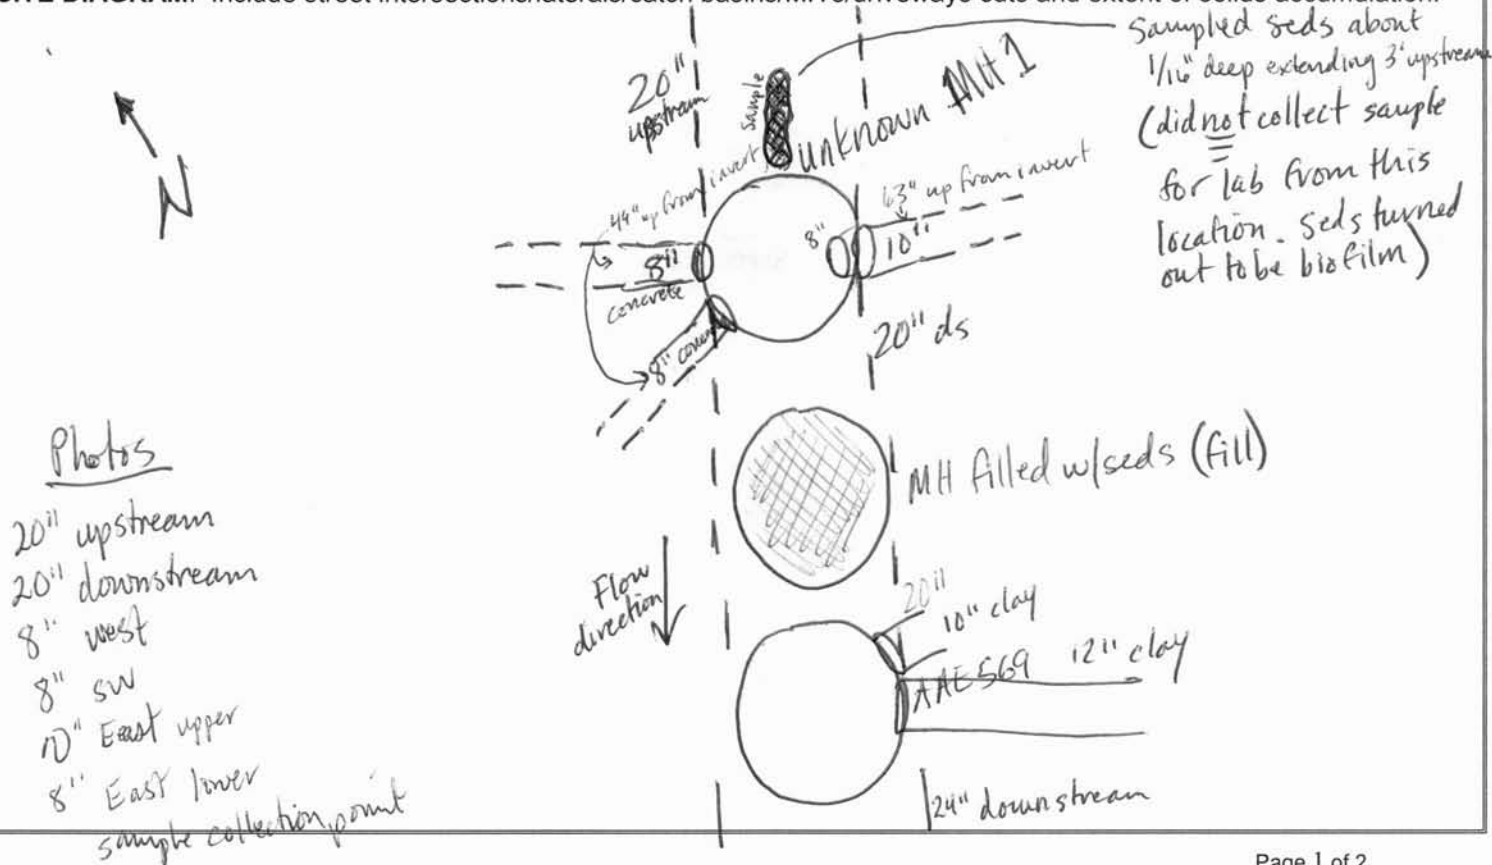 SITE DIAGRAM: Include street intersections/laterals/catch basins/MH's/driveways cuts and extent of solids accumulation.
Sampled seds about
1/16" deep extending 3' upstream
(did not collect sample
for lab from this
location. Seds turned
out to be biofilm)
20"
upstream
sample
unknown MH 1
N
44" up from invert
63" up from invert
8"
concrete
8"
10"
8" conc
20" ds
MH filled w/seds (fill)
Photos
20" upstream
20" downstream
8" west
8" SW
10" East upper
8" East lower
sample collection point
Flow
direction
20"
10" clay
AAE569
12" clay
24" downstream
Page 1 of 2